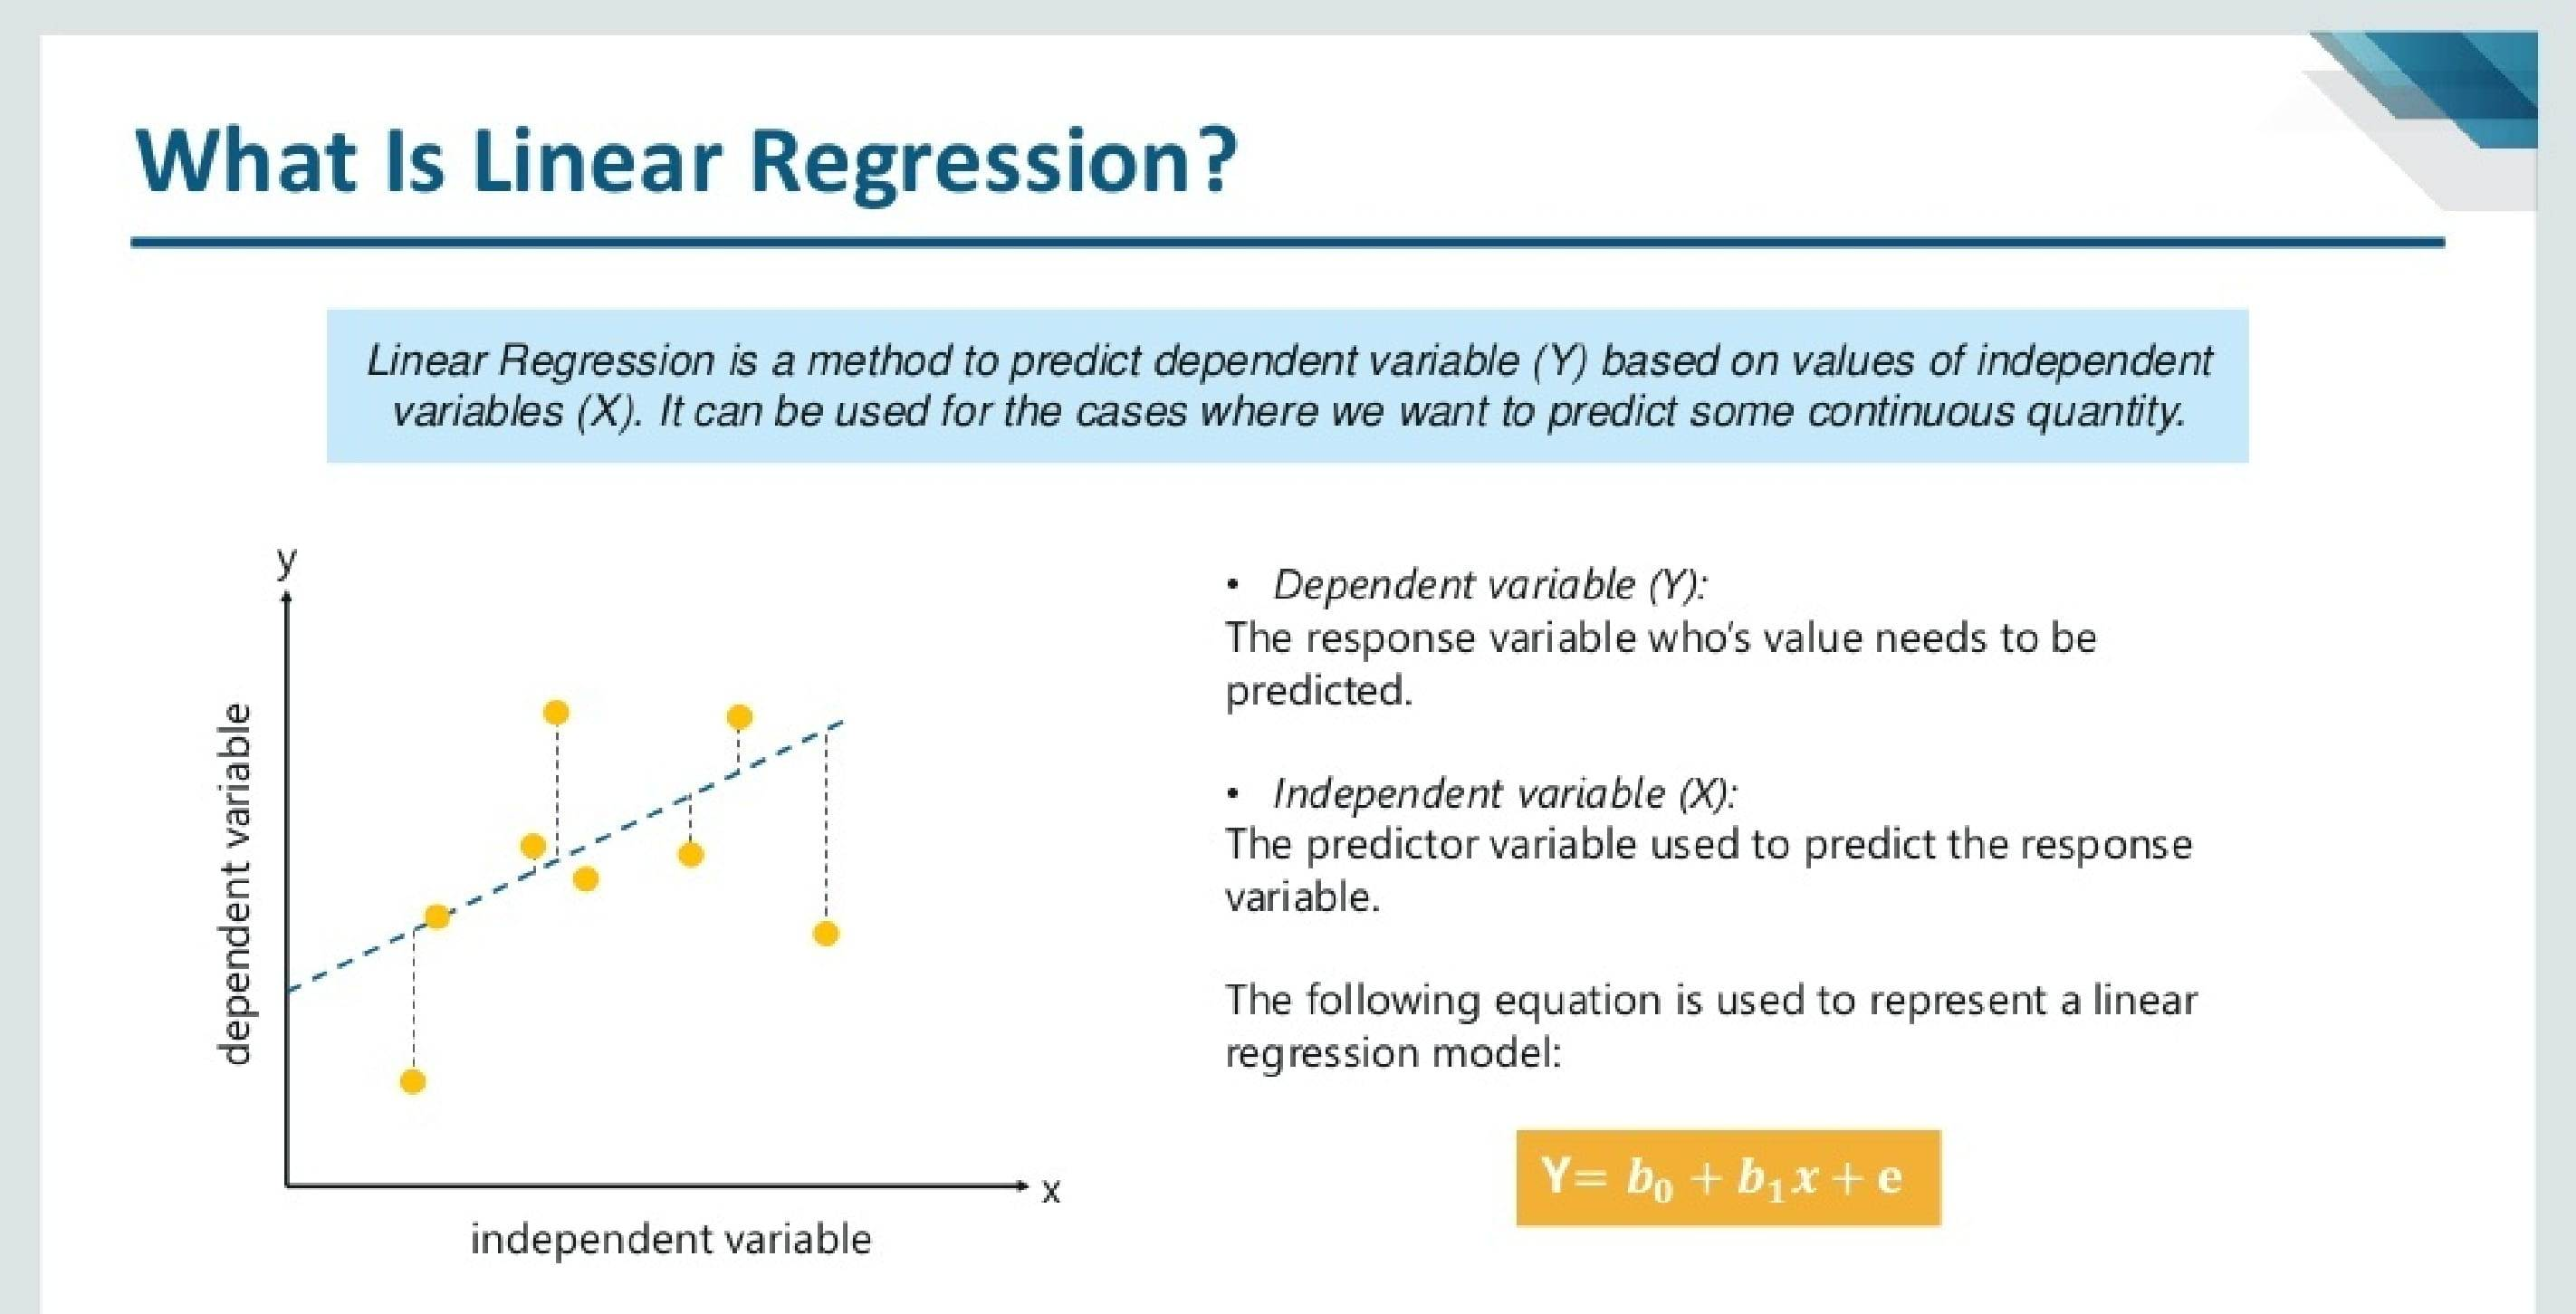 What Is Linear Regression?
Linear Regression is a method to predict dependent variable (Y) based on values of independent
variables (X). It can be used for the cases where we want to predict some continuous quantity.
y
dependent variable
x
independent variable
• Dependent variable (Y):
The response variable who's value needs to be
predicted.
• Independent variable (X):
The predictor variable used to predict the response
variable.
The following equation is used to represent a linear
regression model:
Y= b₀ + b₁x + e